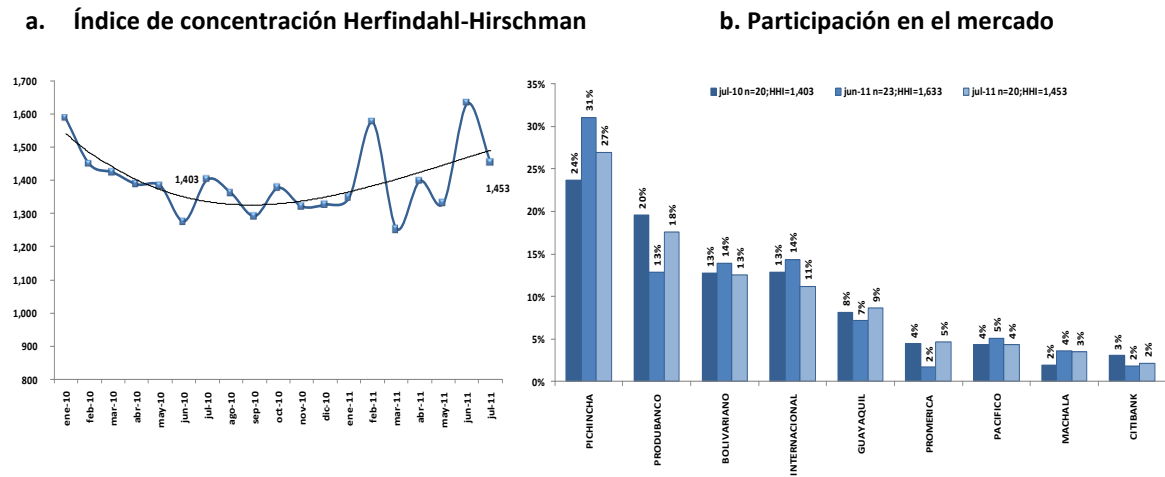 a. Índice de concentración Herfindahl-Hirschman
1,700
1,600
1,500
1,400
1,300
1,200
1,100
1,000
900
800
1,403
1,453
ene-10
feb-10
mar-10
abr-10
may-10
jun-10
jul-10
ago-10
sep-10
oct-10
nov-10
dic-10
ene-11
feb-11
mar-11
abr-11
may-11
jun-11
jul-11
b. Participación en el mercado
jul-10 n=20;HHI=1,403 jun-11 n=23;HHI=1,633 jul-11 n=20;HHI=1,453
35%
30%
25%
20%
15%
10%
5%
0%
24% 31% 27%
20% 13% 18%
13% 14% 13%
13% 14% 11%
8% 7% 9%
4% 2% 5%
4% 5% 4%
2% 4% 3%
3% 2% 2%
PICHINCHA
PRODUBANCO
BOLIVARIANO
INTERNACIONAL
GUAYAQUIL
PROMERICA
PACIFICO
MACHALA
CITIBANK